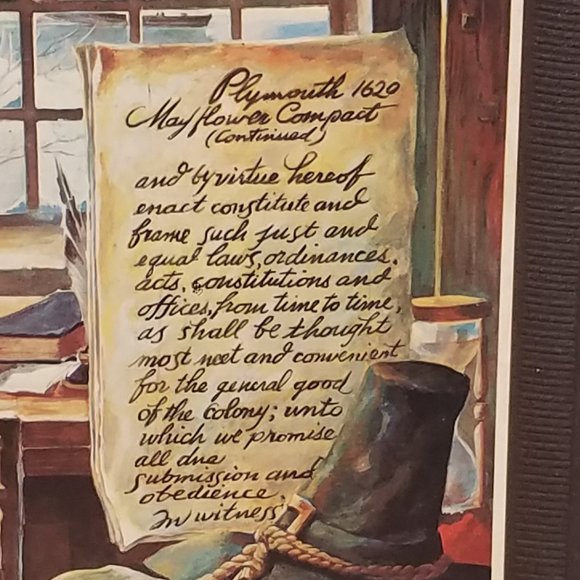 Plymouth 1620
Mayflower Compact
(Continued)
and by virtue hereof
enact constitute and
frame such just and
equal laws, ordinances,
acts, constitutions and
offices, from time to time,
as shall be thought
most meet and convenient
for the general good
of the Colony; unto
which we promise
all due
submission and
obedience.
In witness